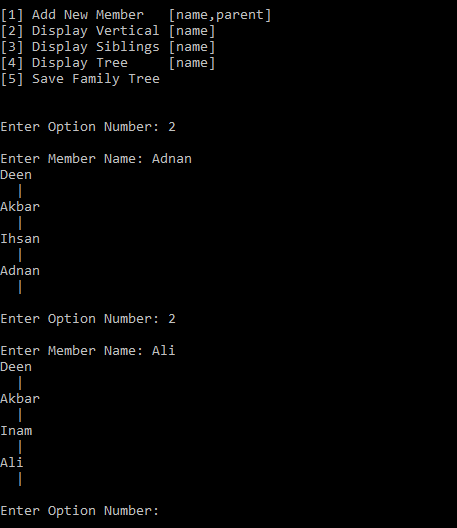 [1] Add New Member   [name,parent]
[2] Display Vertical [name]
[3] Display Siblings [name]
[4] Display Tree     [name]
[5] Save Family Tree
Enter Option Number: 2
Enter Member Name: Adnan
Deen
  |
Akbar
  |
Ihsan
  |
Adnan
  |
Enter Option Number: 2
Enter Member Name: Ali
Deen
  |
Akbar
  |
Inam
  |
Ali
  |
Enter Option Number: